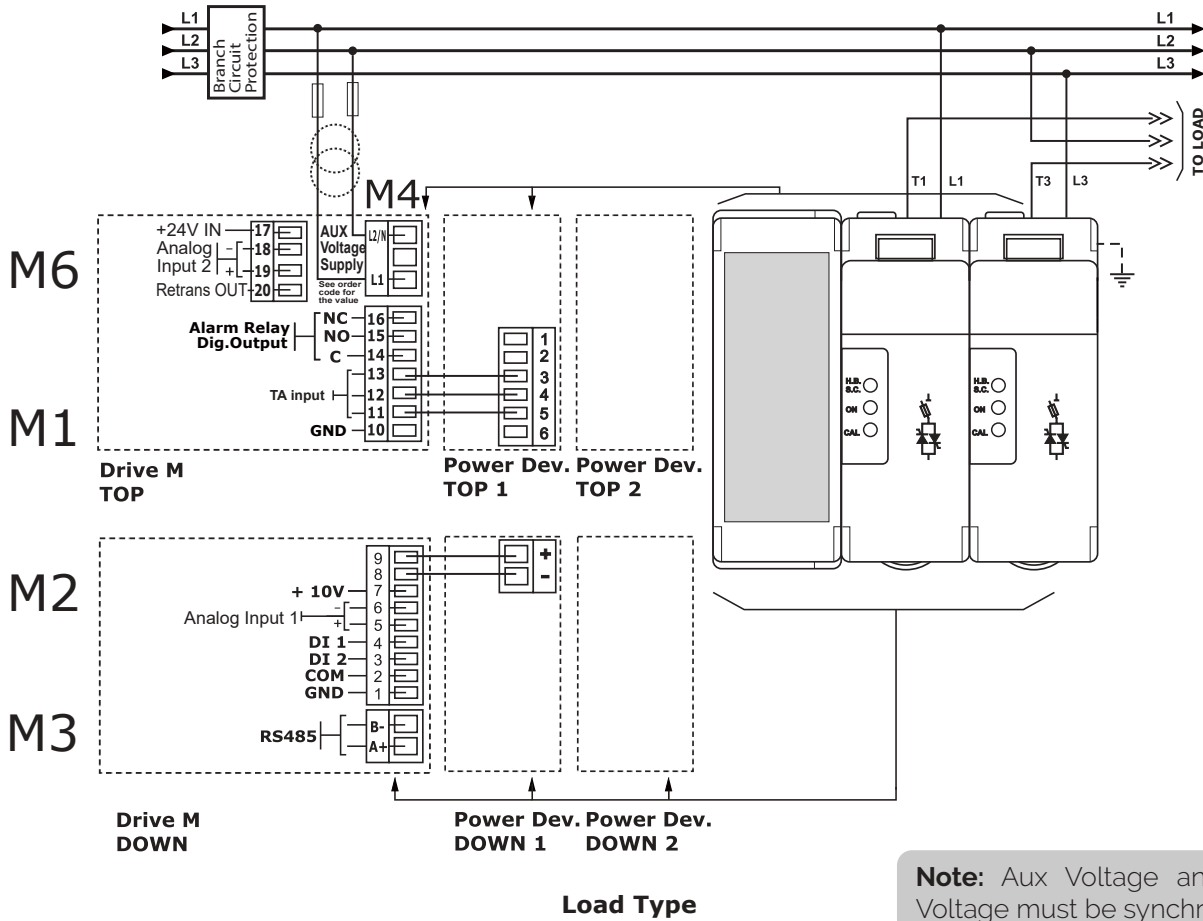 L1
L2
L3
Branch
Circuit
Protection
L1
L2
L3
TO LOAD
T1
L1
T3
L3
M4
M6
+24V IN
17
Analog
Input 2
-
18
+
19
Retrans OUT
20
AUX
Voltage
Supply
See order
code for
the value
L2/N
L1
Alarm Relay
Dig.Output
NC
16
NO
15
C
14
M1
TA input
13
12
11
GND
10
1
2
3
4
5
6
Drive M
TOP
Power Dev.
TOP 1
Power Dev.
TOP 2
H.B.
S.C.
ON
CAL
H.B.
S.C.
ON
CAL
M2
9
8
+ 10V
7
Analog Input 1
-
6
+
5
DI 1
4
DI 2
3
COM
2
GND
1
+
-
M3
RS485
B-
A+
Drive M
DOWN
Power Dev.
DOWN 1
Power Dev.
DOWN 2
Load Type
Note: Aux Voltage
Voltage must be